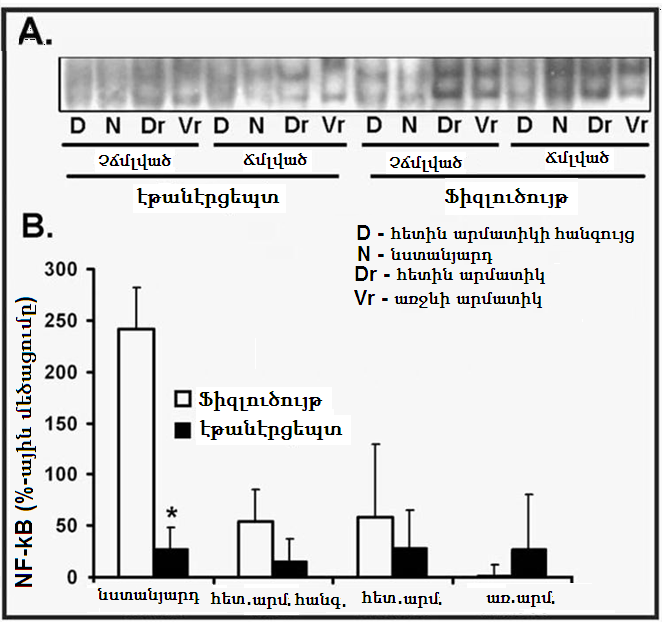 A.
D N Dr Vr D N Dr Vr D N Dr Vr D N Dr Vr
Չճմլված ճմլված Չճմլված ճմլված
էթանէրցեպտ Ֆիզլուծույթ
B.
D - հետին արմատիկի հանգույց
N - նստանյարդ
Dr - հետին արմատիկ
Vr - առջևի արմատիկ
NF-kB (%-ային մեծացումը)
300
250
200
150
100
50
0
Ֆիզլուծույթ
էթանէրցեպտ
*
նստանյարդ հետ.արմ. հանգ. հետ.արմ. առ.արմ.